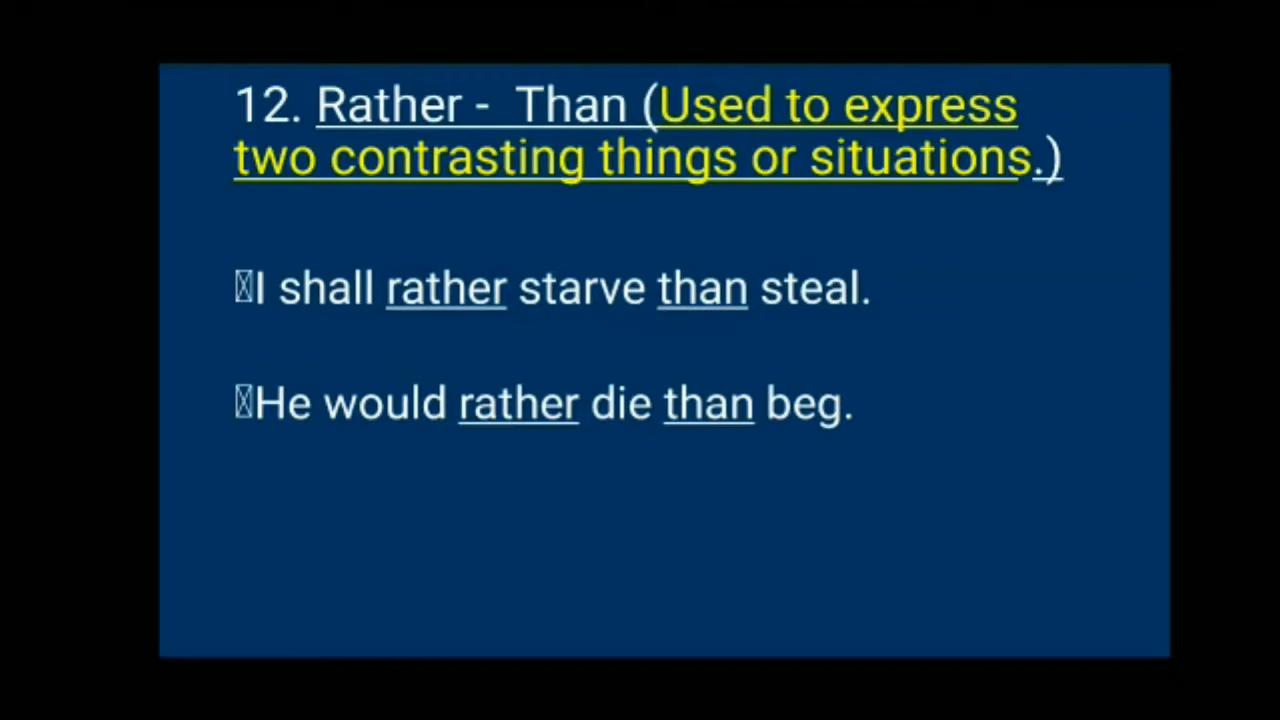 12. Rather -  Than (Used to express
two contrasting things or situations.)
I shall rather starve than steal.
He would rather die than beg.